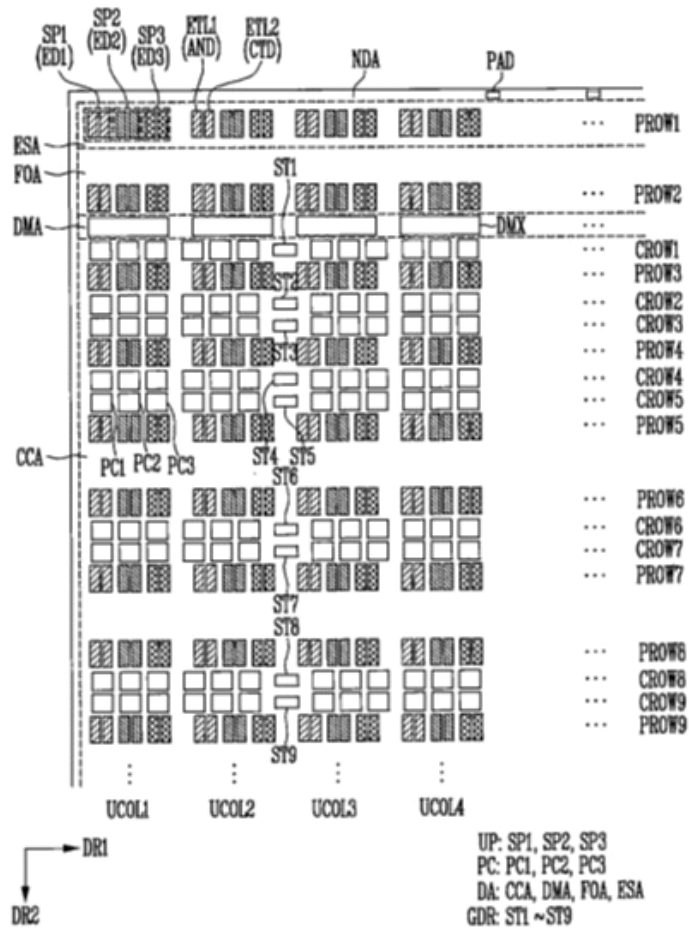 SP1 (ED1)
SP2 (ED2)
SP3 (ED3)
ETL1 (AND)
ETL2 (CTD)
NDA
PAD
... PROW1
ESA
FOA
ST1
... PROW2
DMA
DMX
...
... CROW1
ST2
... PROW3
... CROW2
... CROW3
ST3
... PROW4
... CROW4
... CROW5
... PROW5
CCA
PC1 PC2 PC3
ST4 ST5
ST6
... PROW6
... CROW6
... CROW7
... PROW7
ST7
ST8
... PROW8
... CROW8
... CROW9
... PROW9
ST9
UCOL1 UCOL2 UCOL3 UCOL4
DR1
DR2
UP: SP1, SP2, SP3
PC: PC1, PC2, PC3
DA: CCA, DMA, FOA, ESA
GDR: ST1 ~ST9